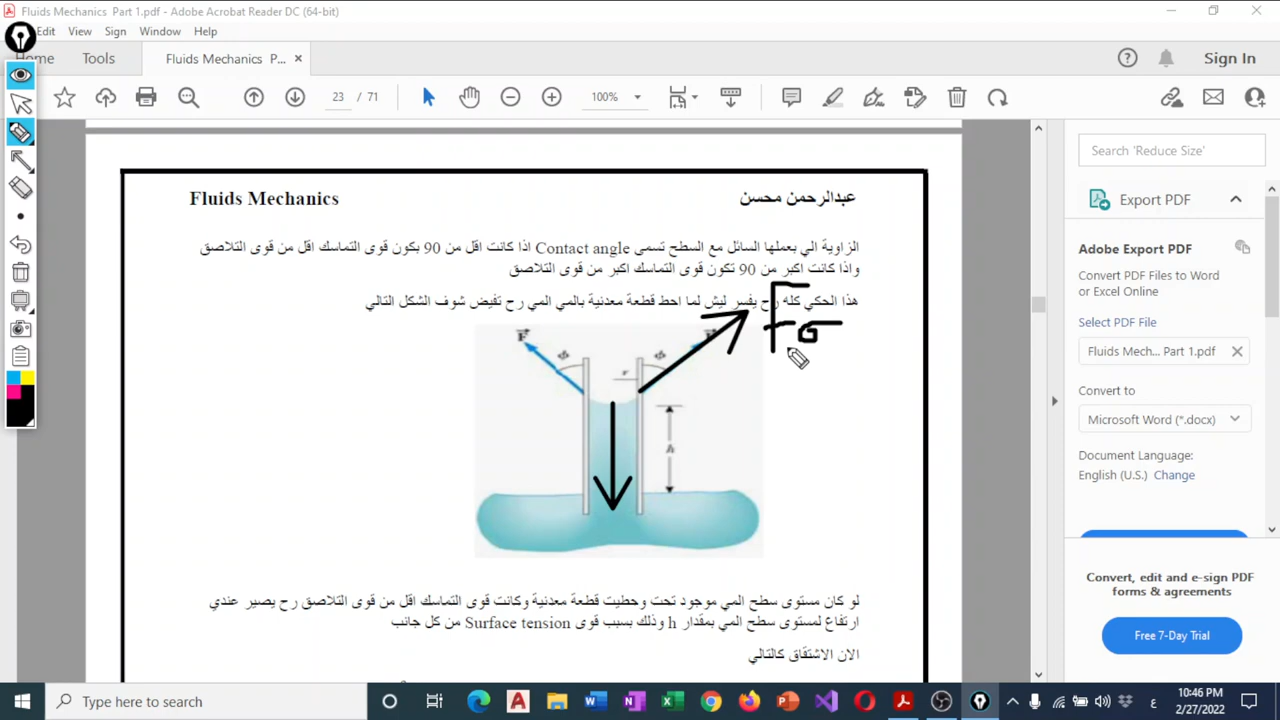 Fluids Mechanics Part 1.pdf - Adobe Acrobat Reader DC (64-bit)
Edit View Sign Window Help
Home Tools Fluids Mechanics P... × Sign In
23 / 71 100%
Search 'Reduce Size'
Export PDF
Adobe Export PDF
Convert PDF Files to Word
or Excel Online
Select PDF File
Fluids Mech... Part 1.pdf
Convert to
Microsoft Word (*.docx)
Document Language:
English (U.S.) Change
Convert, edit and e-sign PDF
forms & agreements
Free 7-Day Trial
Fluids Mechanics عبدالرحمن محسن
الزاوية الي بعملها السائل مع السطح تسمى Contact angle اذا كانت اقل من 90 بكون قوى التماسك اقل من قوى التلاصق
واذا كانت اكبر من 90 تكون قوى التماسك اكبر من قوى التلاصق
هذا الحكي كله رح يفسر ليش لما احط قطعة معدنية بالمي المي رح تفيض شوف الشكل التالي
Fσ
F Φ Φ
r
h
لو كان مستوى سطح المي موجود تحت وحطيت قطعة معدنية وكانت قوى التماسك اقل من قوى التلاصق رح يصير عندي
ارتفاع لمستوى سطح المي بمقدار h وذلك بسبب قوى Surface tension من كل جانب
الان الاشتقاق كالتالي
Type here to search
ع
10:46 PM
2/27/2022